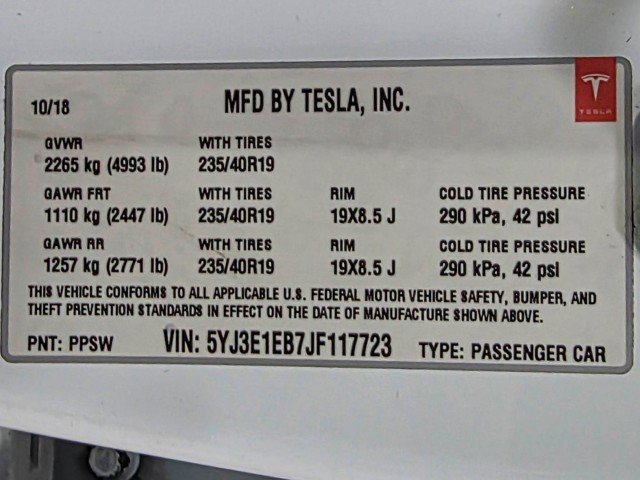 10/18 MFD BY TESLA, INC.
TESLA
GVWR WITH TIRES
2265 kg (4993 lb) 235/40R19
GAWR FRT WITH TIRES RIM COLD TIRE PRESSURE
1110 kg (2447 lb) 235/40R19 19X8.5 J 290 kPa, 42 psi
GAWR RR WITH TIRES RIM COLD TIRE PRESSURE
1257 kg (2771 lb) 235/40R19 19X8.5 J 290 kPa, 42 psi
THIS VEHICLE CONFORMS TO ALL APPLICABLE U.S. FEDERAL MOTOR VEHICLE SAFETY, BUMPER, AND
THEFT PREVENTION STANDARDS IN EFFECT ON THE DATE OF MANUFACTURE SHOWN ABOVE.
PNT: PPSW VIN: 5YJ3E1EB7JF117723 TYPE: PASSENGER CAR